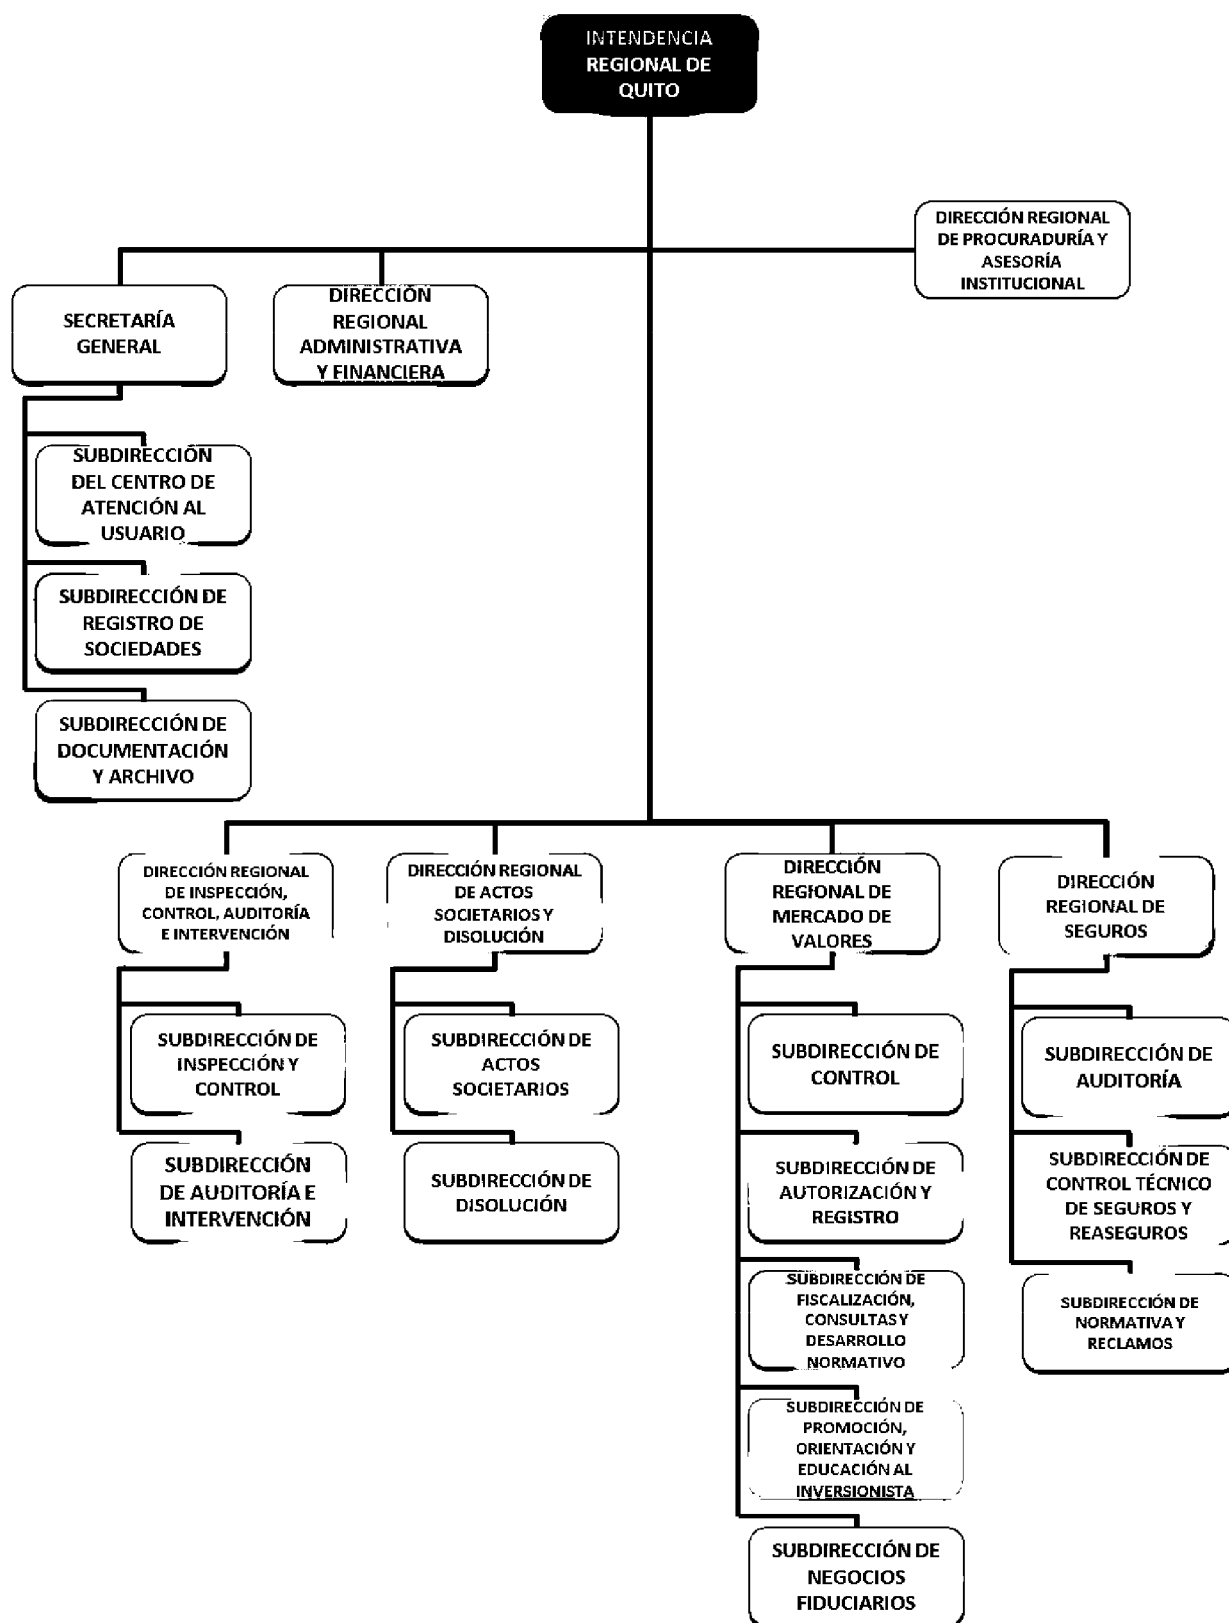 INTENDENCIA
REGIONAL DE
QUITO
DIRECCIÓN REGIONAL
DE PROCURADURÍA Y
ASESORÍA
INSTITUCIONAL
SECRETARÍA
GENERAL
DIRECCIÓN
REGIONAL
ADMINISTRATIVA
Y FINANCIERA
SUBDIRECCIÓN
DEL CENTRO DE
ATENCIÓN AL
USUARIO
SUBDIRECCIÓN DE
REGISTRO DE
SOCIEDADES
SUBDIRECCIÓN DE
DOCUMENTACIÓN
Y ARCHIVO
DIRECCIÓN REGIONAL
DE INSPECCIÓN,
CONTROL, AUDITORÍA
E INTERVENCIÓN
SUBDIRECCIÓN DE
INSPECCIÓN Y
CONTROL
SUBDIRECCIÓN
DE AUDITORÍA E
INTERVENCIÓN
DIRECCIÓN REGIONAL
DE ACTOS
SOCIETARIOS Y
DISOLUCIÓN
SUBDIRECCIÓN DE
ACTOS
SOCIETARIOS
SUBDIRECCIÓN DE
DISOLUCIÓN
DIRECCIÓN
REGIONAL DE
MERCADO DE
VALORES
SUBDIRECCIÓN DE
CONTROL
SUBDIRECCIÓN DE
AUTORIZACIÓN Y
REGISTRO
SUBDIRECCIÓN DE
FISCALIZACIÓN,
CONSULTAS Y
DESARROLLO
NORMATIVO
SUBDIRECCIÓN DE
PROMOCIÓN,
ORIENTACIÓN Y
EDUCACIÓN AL
INVERSIONISTA
SUBDIRECCIÓN DE
NEGOCIOS
FIDUCIARIOS
DIRECCIÓN
REGIONAL DE
SEGUROS
SUBDIRECCIÓN DE
AUDITORÍA
SUBDIRECCIÓN DE
CONTROL TÉCNICO
DE SEGUROS Y
REASEGUROS
SUBDIRECCIÓN DE
NORMATIVA Y
RECLAMOS